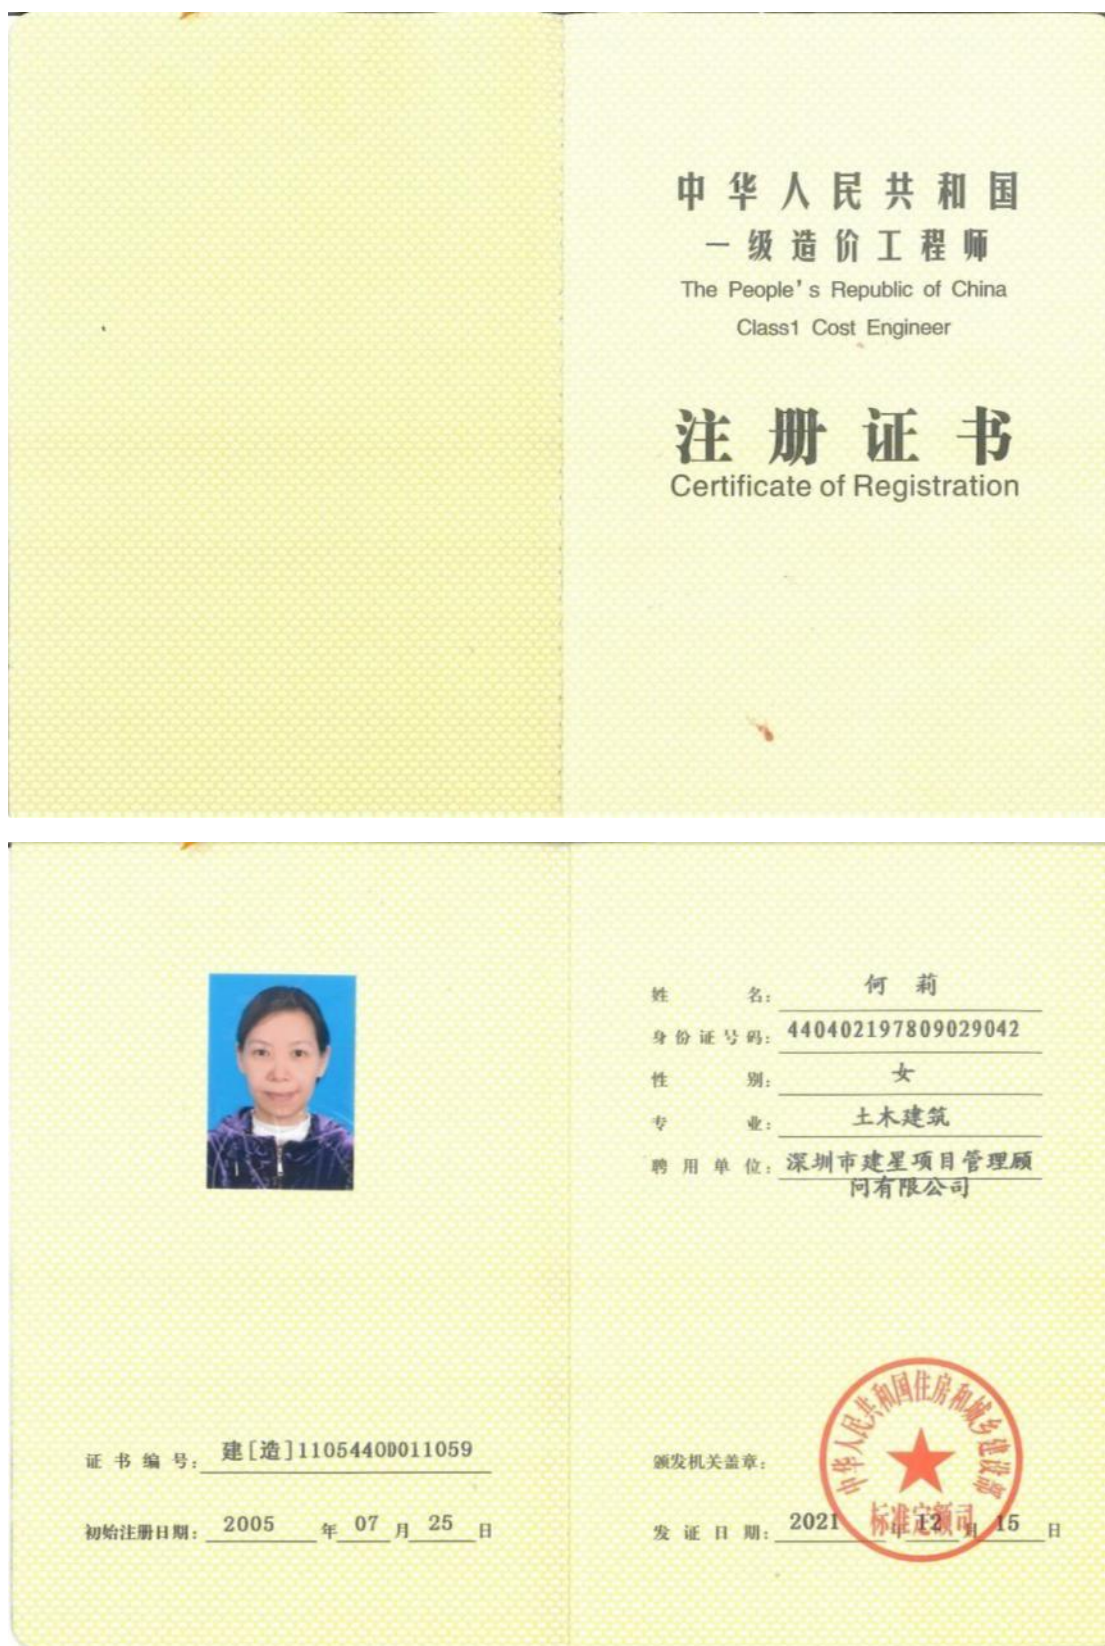 中华人民共和国
一级造价工程师
The People's Republic of China
Class1 Cost Engineer
注册证书
Certificate of Registration
姓名: 何莉
身份证号码: 440402197809029042
性别: 女
专业: 土木建筑
聘用单位: 深圳市建星项目管理顾
问有限公司
证书编号: 建[造]11054400011059
初始注册日期: 2005 年 07 月 25 日
颁发机关盖章:
中华人民共和国住房和城乡建设部
标准定额司
发证日期: 2021 年 12 月 15 日